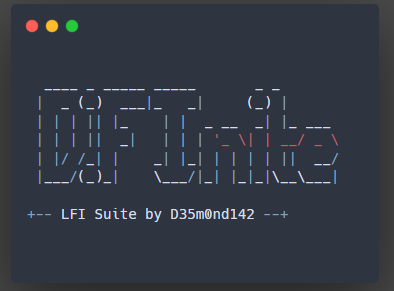 +-- LFI Suite by D35m0nd142 --+